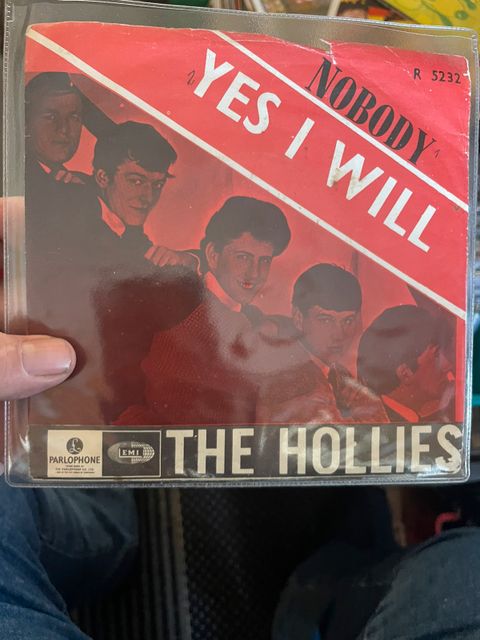 NOBODY
R 5232
"YES I WILL"
THE HOLLIES
PARLOPHONE
EMI